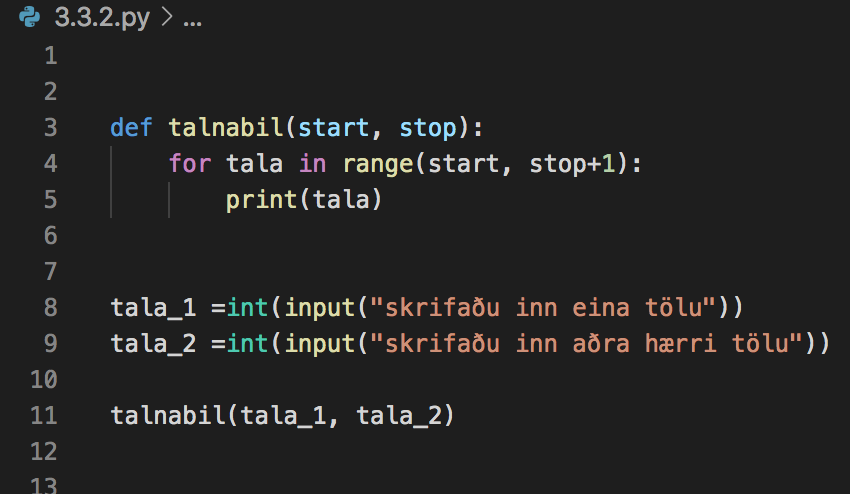 3.3.2.py > ...
1
2
3 def talnabil(start, stop):
4 for tala in range(start, stop+1):
5 print(tala)
6
7
8 tala_1 =int(input("skrifaðu inn eina tölu"))
9 tala_2 =int(input("skrifaðu inn aðra hærri tölu"))
10
11 talnabil(tala_1, tala_2)
12
13